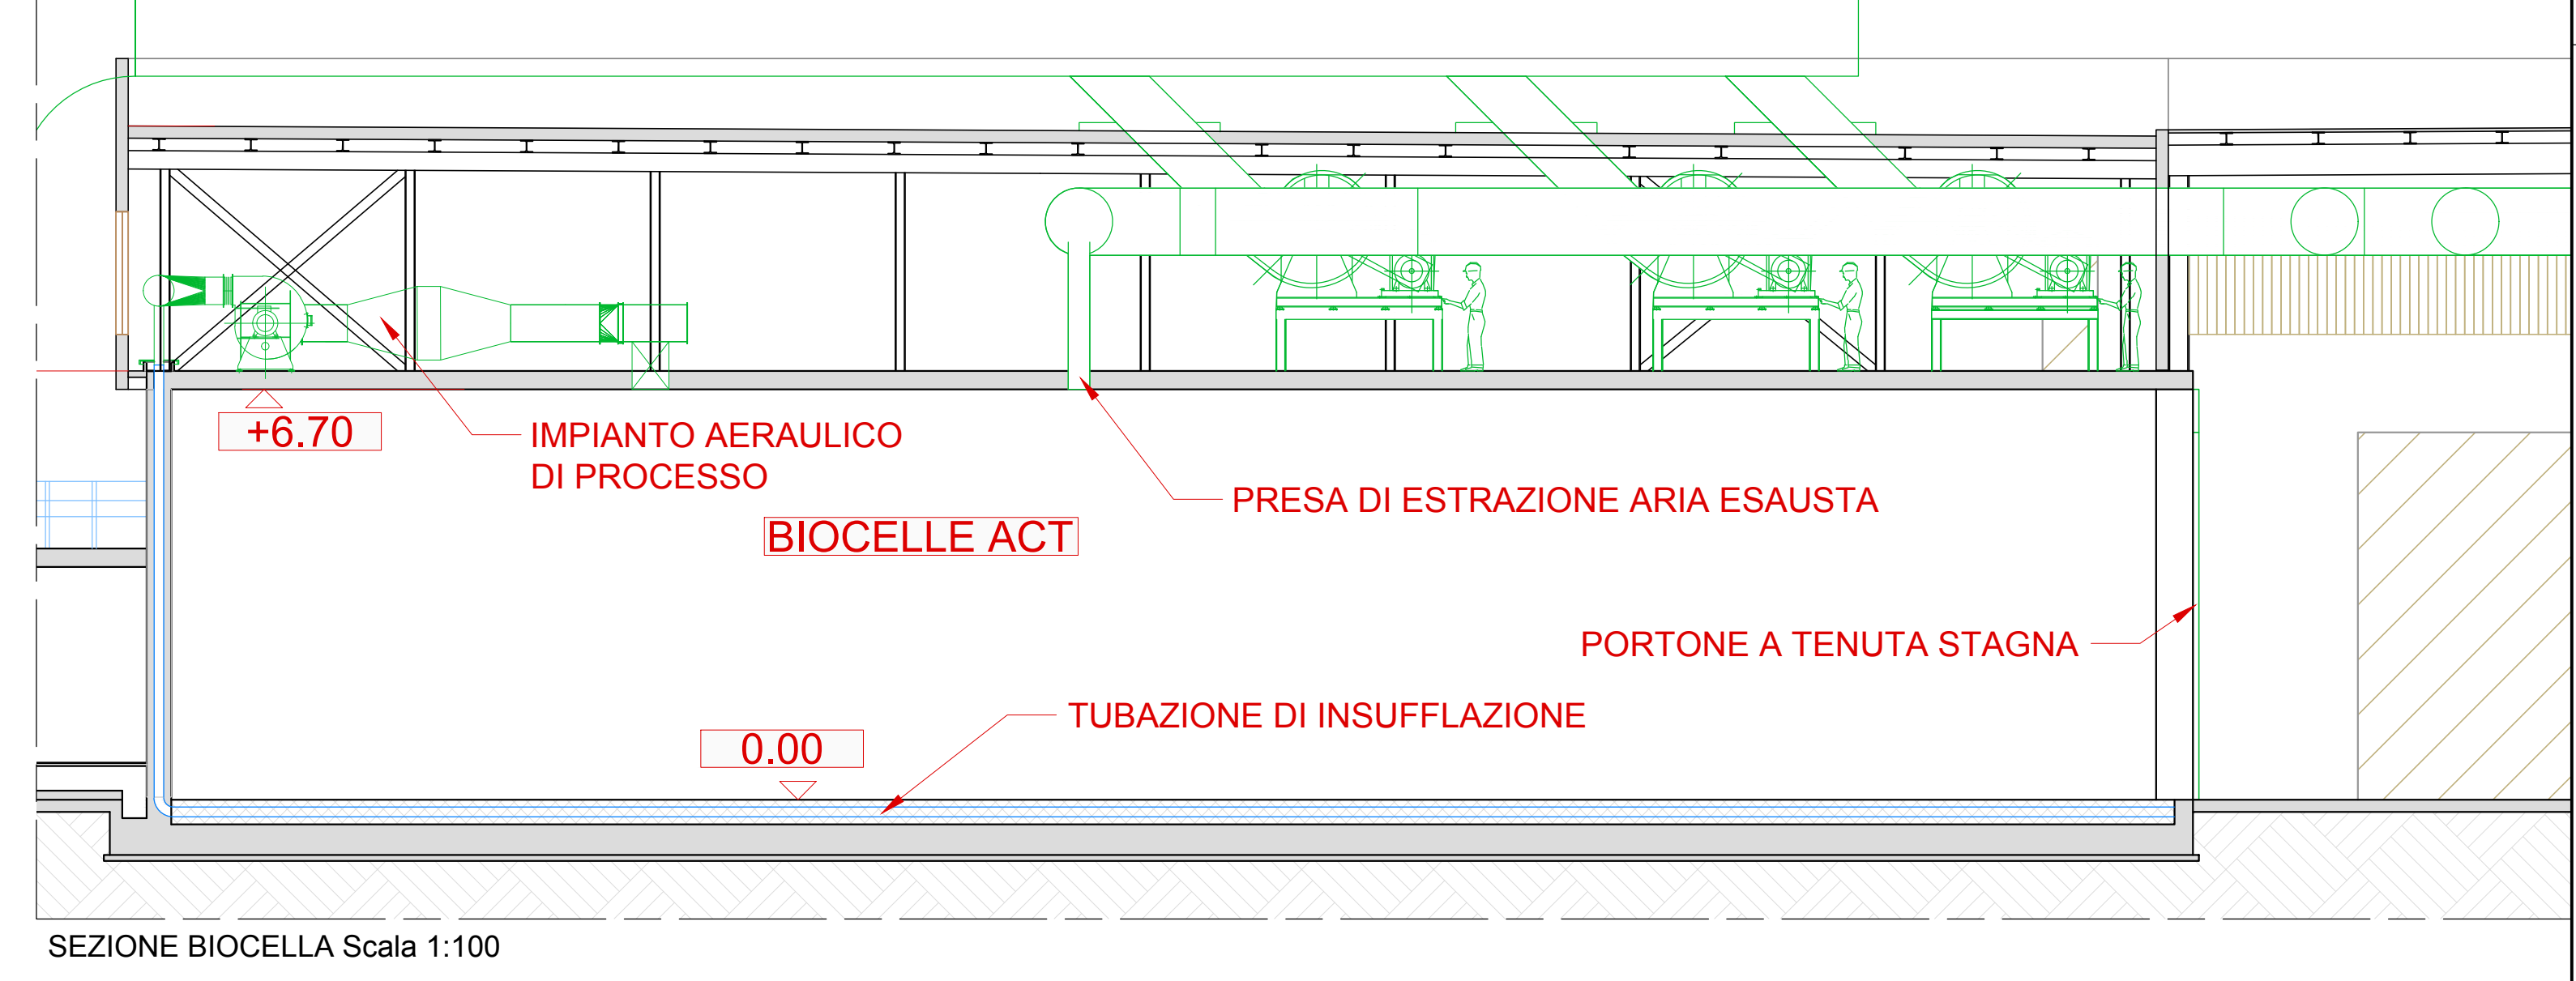 +6.70
IMPIANTO AERAULICO
DI PROCESSO
PRESA DI ESTRAZIONE ARIA ESAUSTA
BIOCELLE ACT
PORTONE A TENUTA STAGNA
TUBAZIONE DI INSUFFLAZIONE
0.00
SEZIONE BIOCELLA Scala 1:100